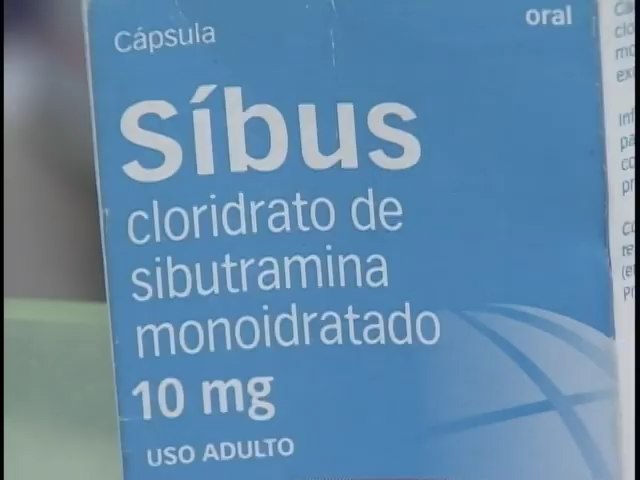 Cápsula
oral
Síbus
cloridrato de
sibutramina
monoidratado
10 mg
USO ADULTO